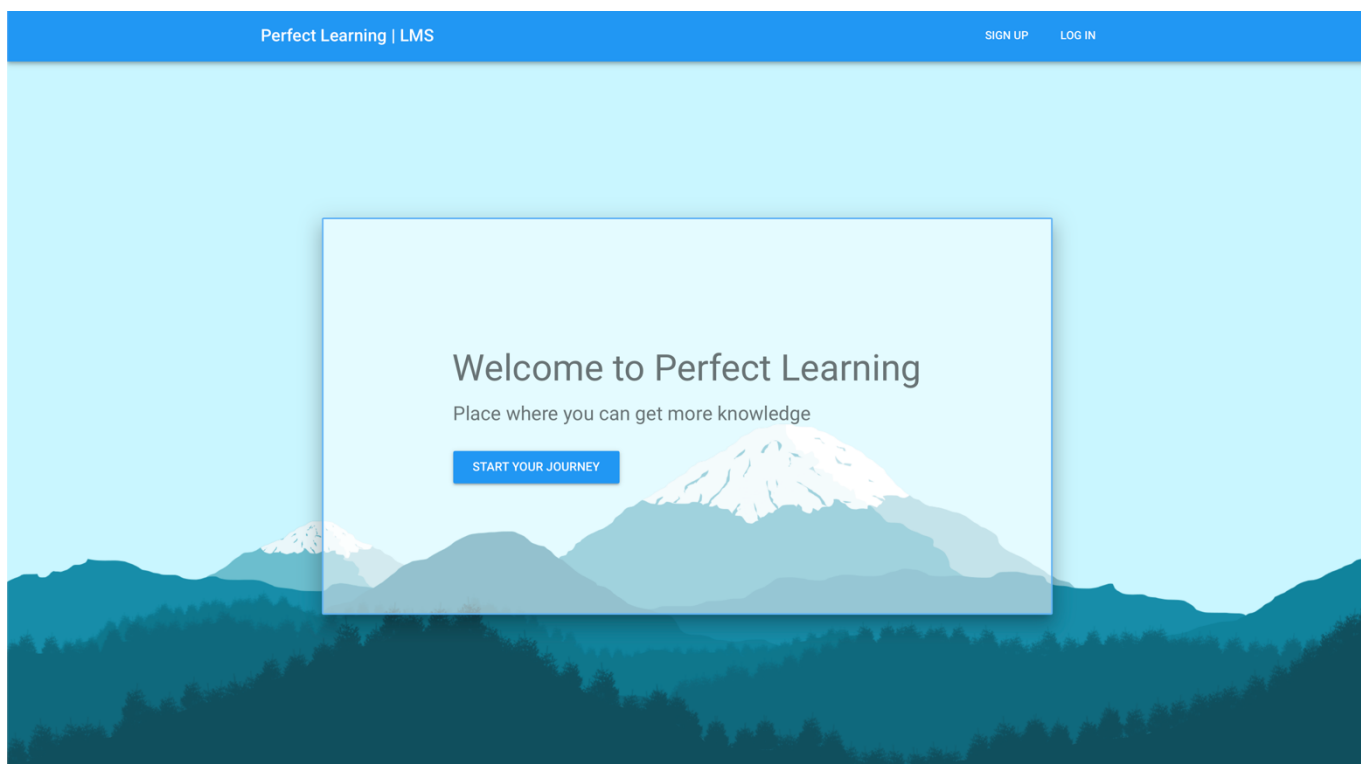 Perfect Learning | LMS
SIGN UP
LOG IN
Welcome to Perfect Learning
Place where you can get more knowledge
START YOUR JOURNEY